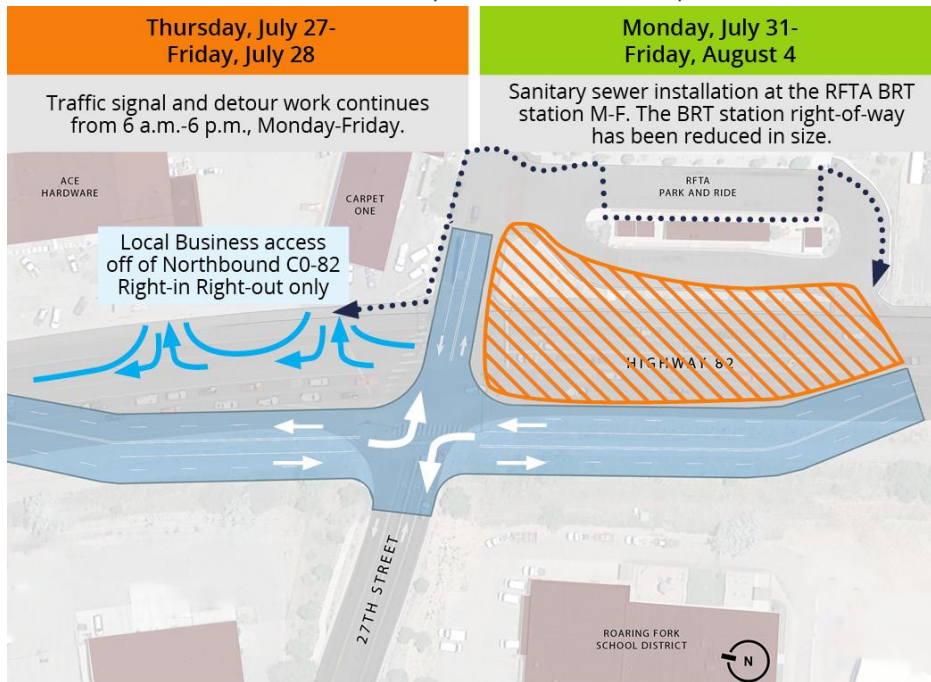 Thursday, July 27-
Friday, July 28
Monday, July 31-
Friday, August 4
Traffic signal and detour work continues
from 6 a.m.-6 p.m., Monday-Friday.
Sanitary sewer installation at the RFTA BRT
station M-F. The BRT station right-of-way
has been reduced in size.
ACE
HARDWARE
CARPET
ONE
RFTA
PARK AND RIDE
Local Business access
off of Northbound C0-82
Right-in Right-out only
HIGHWAY 82
27TH STREET
ROARING FORK
SCHOOL DISTRICT
N